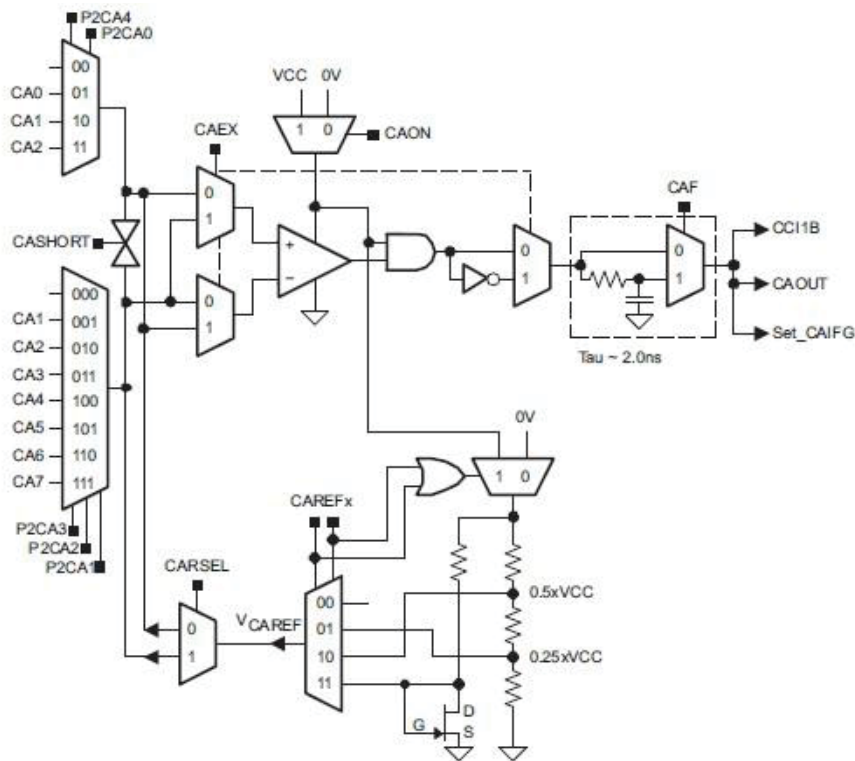 P2CA4
P2CA0
00
CA0 01
CA1 10
CA2 11
VCC 0V
1 0
CAON
CAEX
0
1
CASHORT
+
−
0
1
0
1
CAF
0
1
CCI1B
CAOUT
Set_CAIFG
Tau ~ 2.0ns
000
CA1 001
CA2 010
CA3 011
CA4 100
CA5 101
CA6 110
CA7 111
P2CA3
P2CA2
P2CA1
0V
1 0
CAREFx
CARSEL
0
1
VCAREF
00
01
10
11
0.5xVCC
0.25xVCC
D
G
S